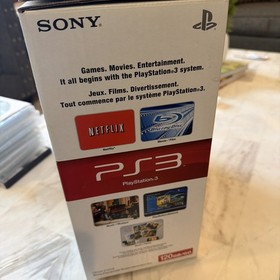 SONY
Games. Movies. Entertainment.
It all begins with the PlayStation®3 system.
Jeux. Films. Divertissement.
Tout commence par le système PlayStation®3.
NETFLIX
PS3
PlayStation®3